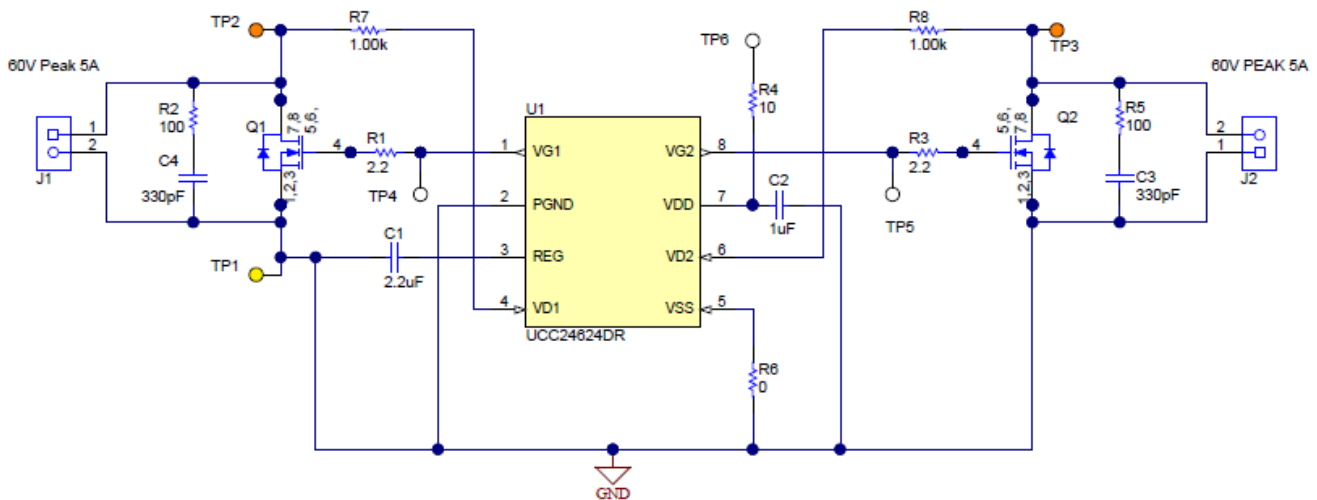 TP2
R7
1.00k
R8
1.00k
TP3
TP6
60V Peak 5A
60V PEAK 5A
R2
100
C4
330pF
Q1
7,8
5,6,
1,2,3
4
R1
2.2
TP4
1
2
J1
U1
1
VG1
2
PGND
3
REG
4
VD1
VG2
8
VDD
7
VD2
6
VSS
5
UCC24624DR
R4
10
C2
1uF
R3
2.2
4
TP5
5,6,
7,8
1,2,3
Q2
R5
100
C3
330pF
2
1
J2
TP1
C1
2.2uF
R6
0
GND